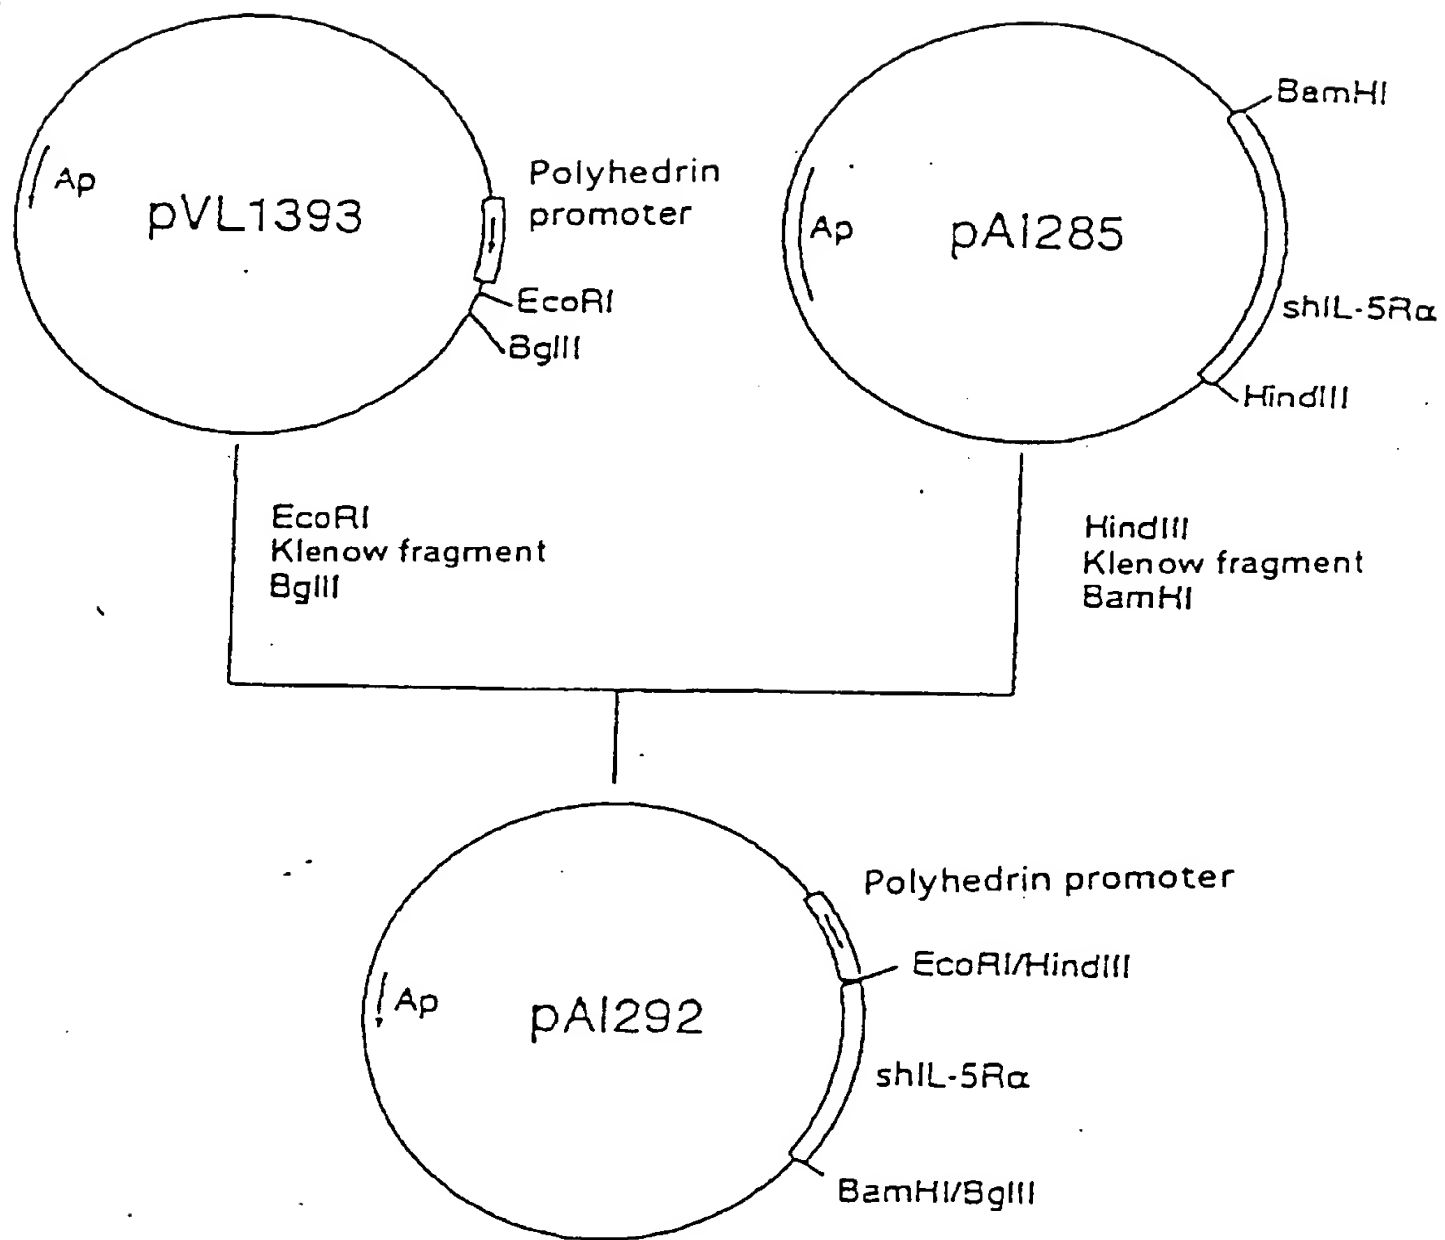 Ap
pVL1393
Polyhedrin
promoter
EcoRI
BglII
Ap
pAI285
BamHI
shIL-5Rα
HindIII
EcoRI
Klenow fragment
BglII
HindIII
Klenow fragment
BamHI
Ap
pAI292
Polyhedrin promoter
EcoRI/HindIII
shIL-5Rα
BamHI/BglII